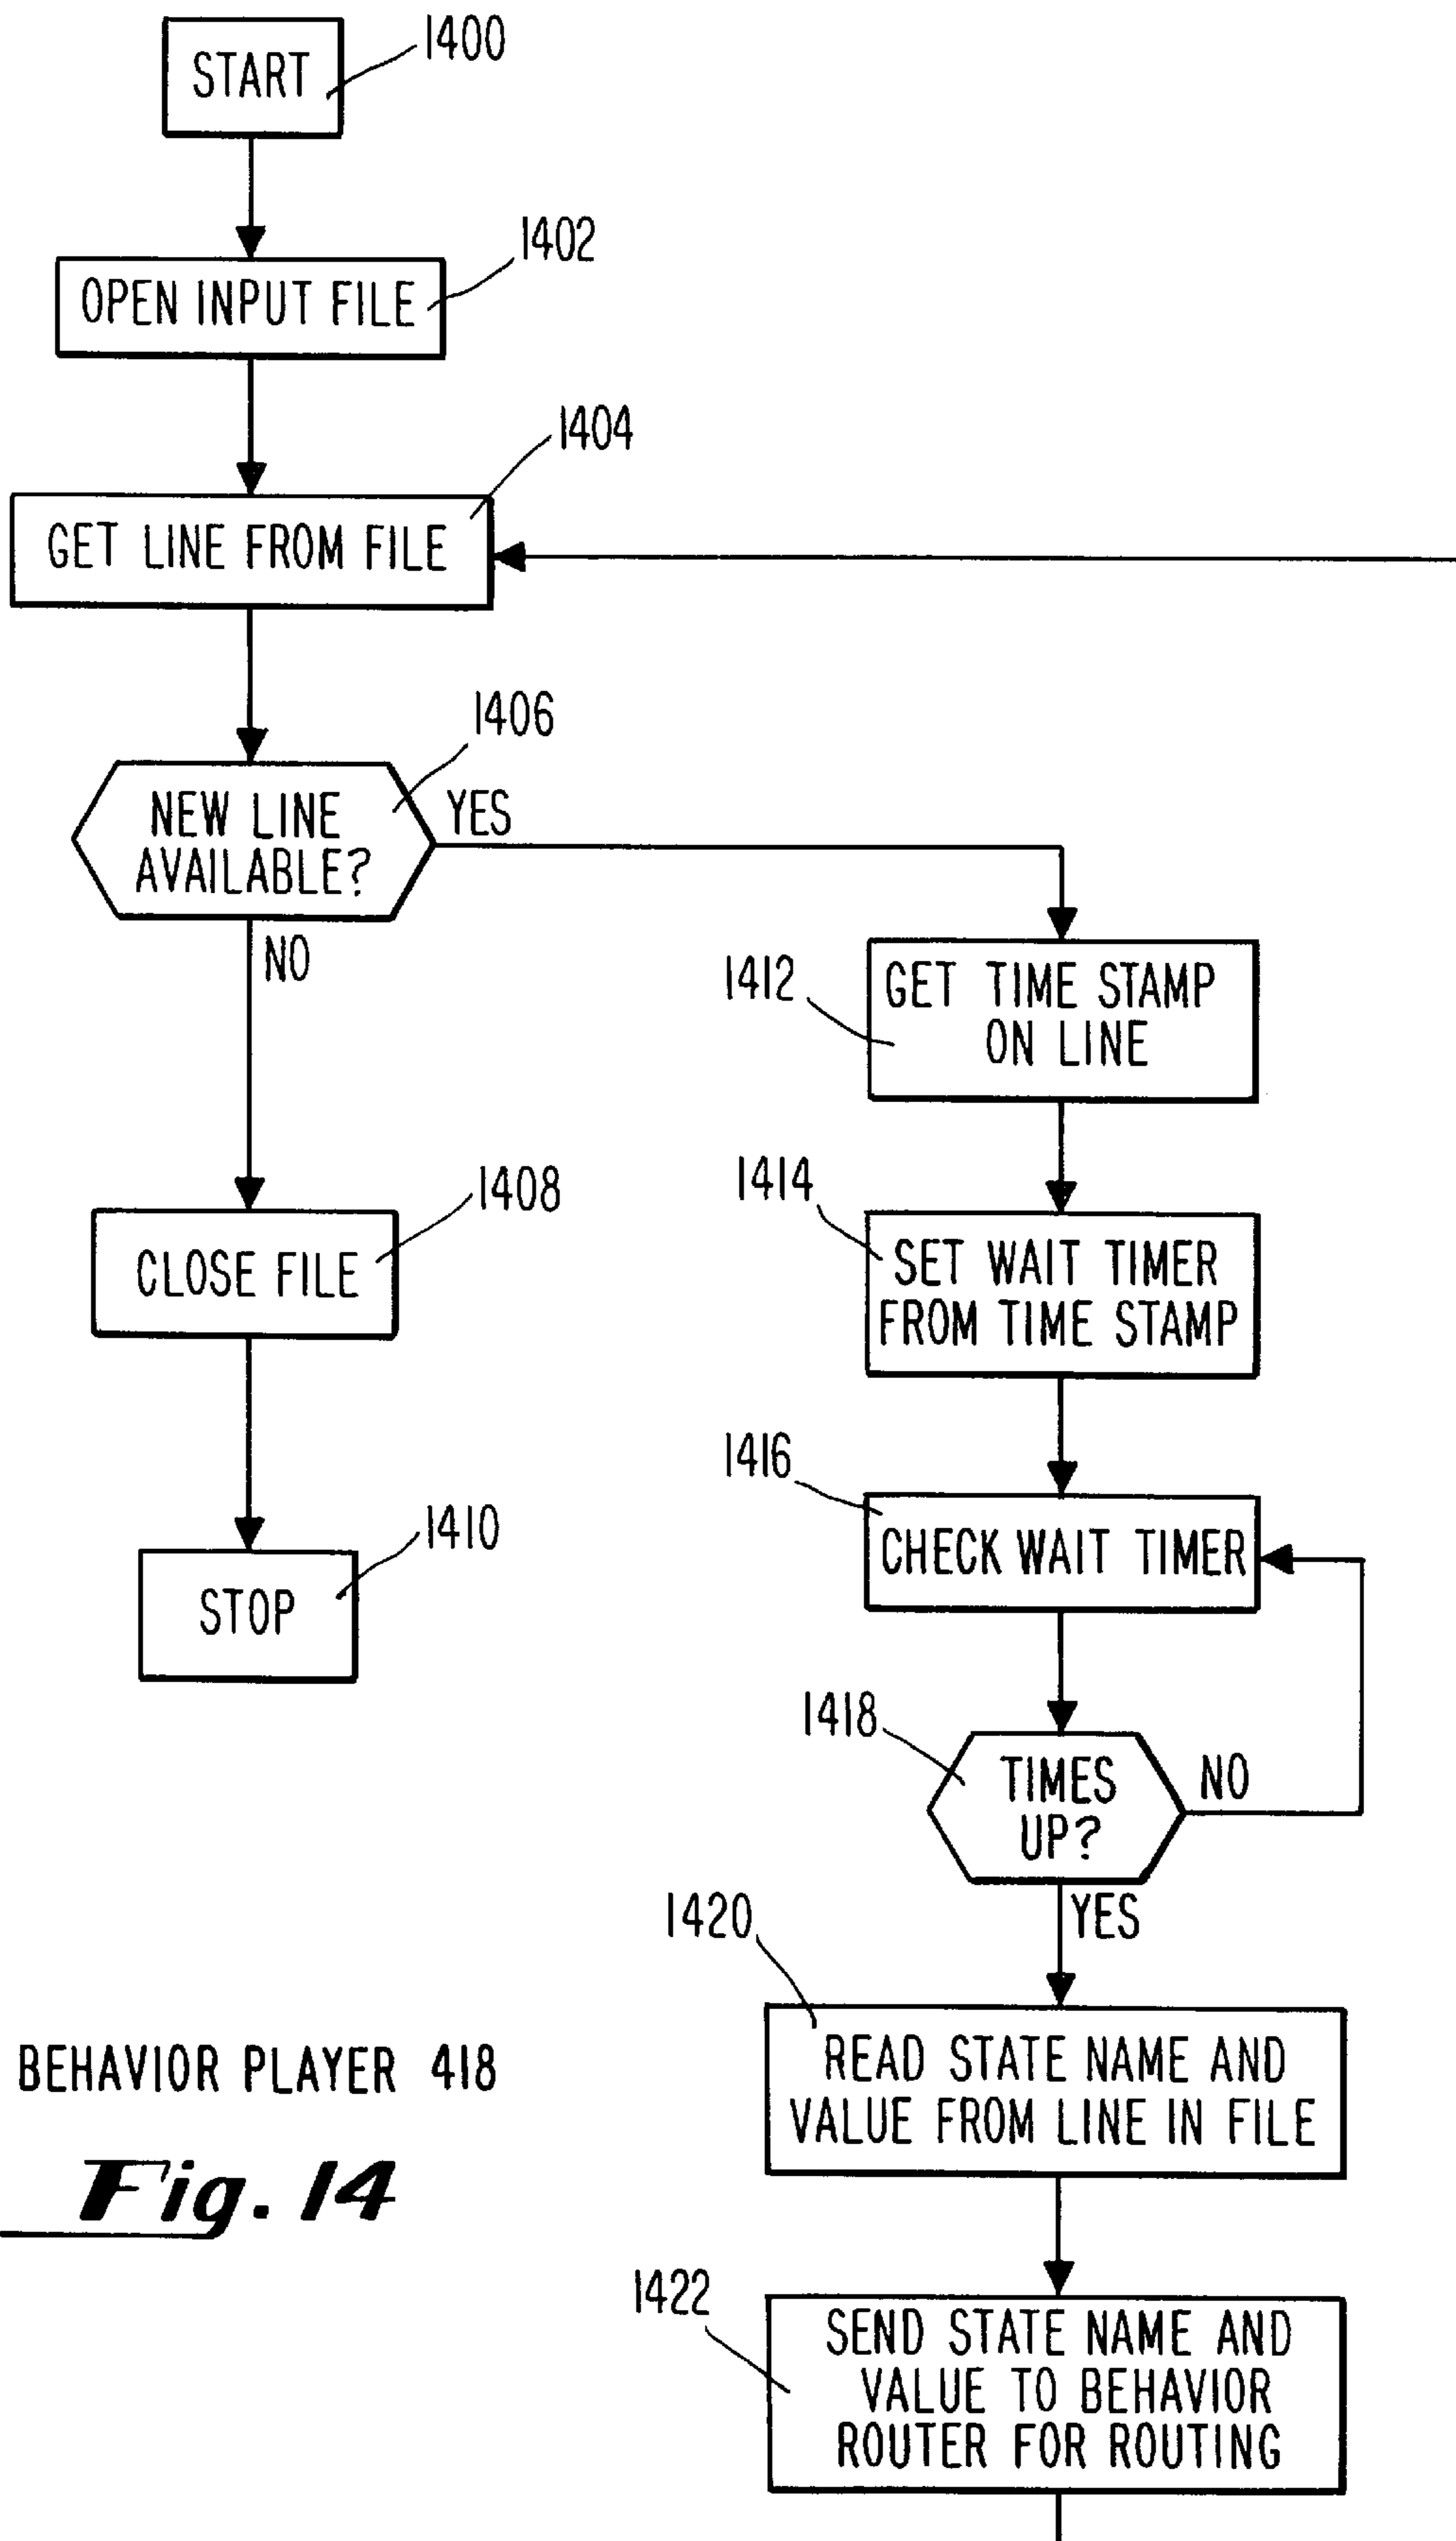 START
1400
OPEN INPUT FILE
1402
GET LINE FROM FILE
1404
NEW LINE
AVAILABLE?
1406
YES
NO
CLOSE FILE
1408
STOP
1410
1412
GET TIME STAMP
ON LINE
1414
SET WAIT TIMER
FROM TIME STAMP
1416
CHECK WAIT TIMER
1418
TIMES
UP?
NO
YES
1420
READ STATE NAME AND
VALUE FROM LINE IN FILE
1422
SEND STATE NAME AND
VALUE TO BEHAVIOR
ROUTER FOR ROUTING
BEHAVIOR PLAYER 418
Fig. 14